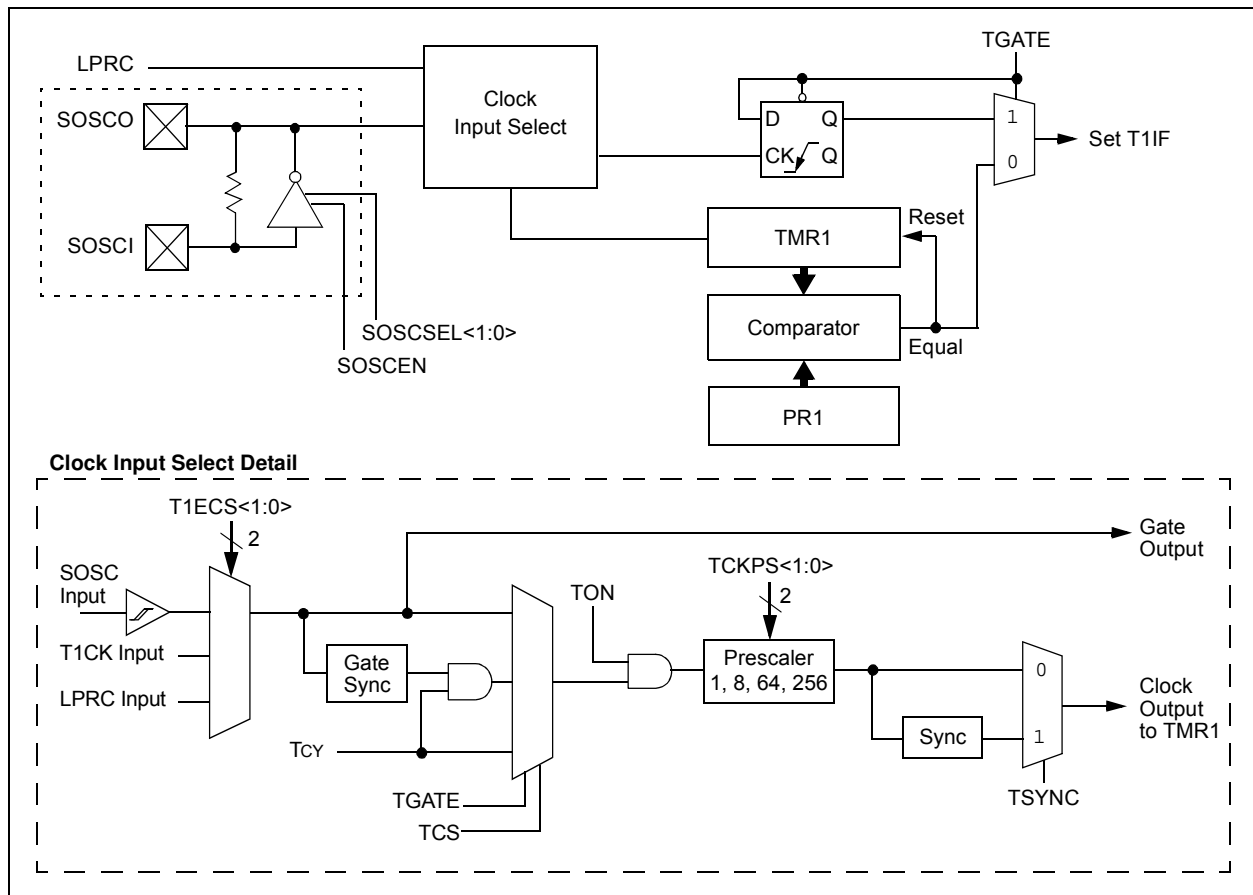 TGATE
LPRC
Clock
Input Select
SOSCO
D Q
CK Q
1
0
Set T1IF
SOSCI
TMR1
Reset
Comparator
Equal
SOSCSEL<1:0>
SOSCEN
PR1
Clock Input Select Detail
T1ECS<1:0>
2
Gate
Output
SOSC
Input
TCKPS<1:0>
2
TON
T1CK Input
Gate
Sync
Prescaler
1, 8, 64, 256
0
LPRC Input
Clock
Output
to TMR1
Sync
1
TCY
TGATE
TCS
TSYNC